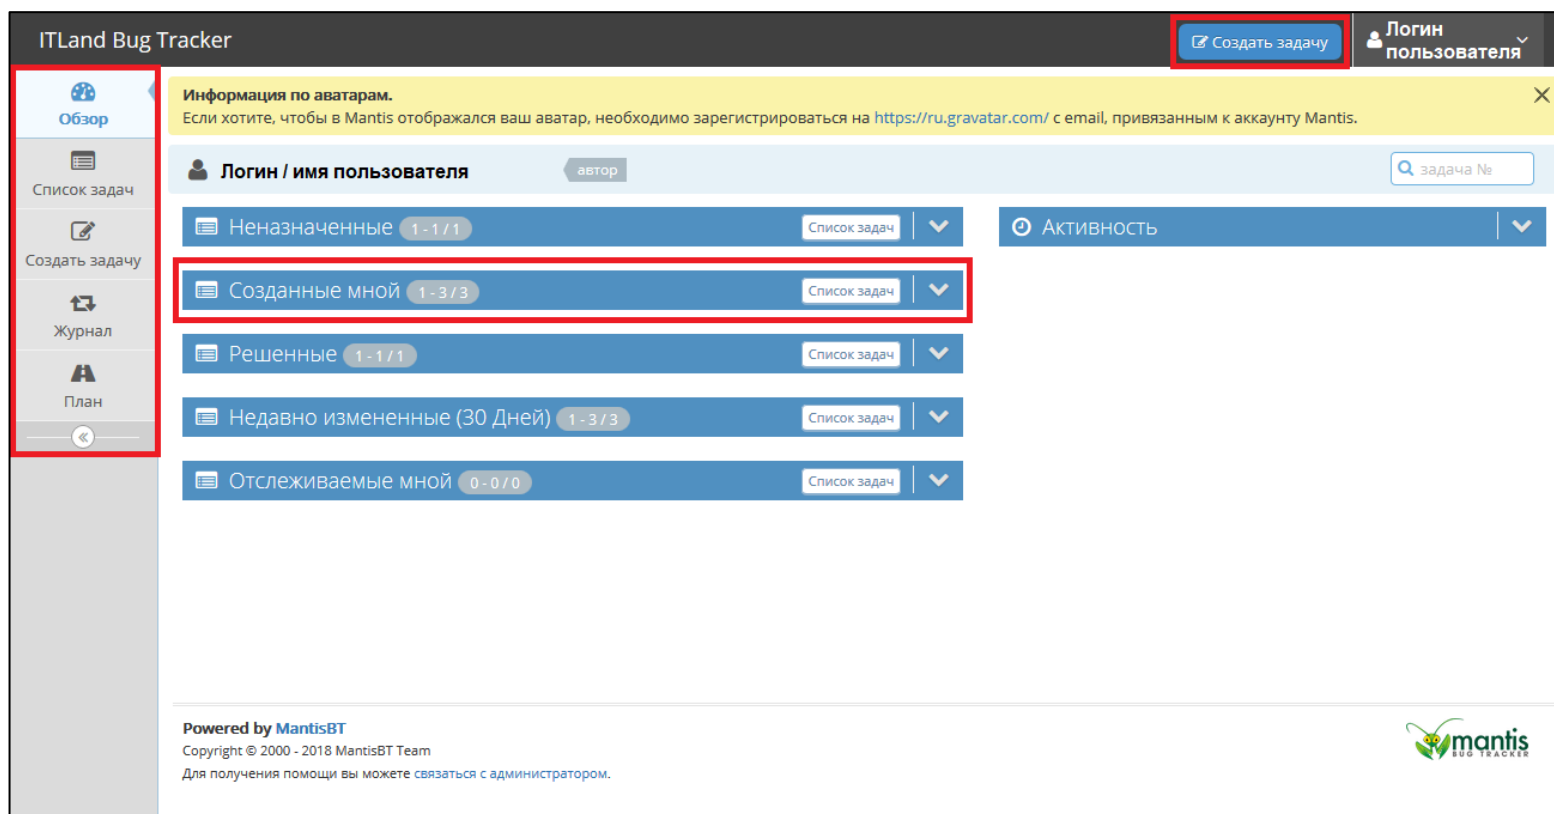 ITLand Bug Tracker
Создать задачу
Логин
пользователя
Обзор
Список задач
Создать задачу
Журнал
План
Информация по аватарам.
Если хотите, чтобы в Mantis отображался ваш аватар, необходимо зарегистрироваться на https://ru.gravatar.com/ с email, привязанным к аккаунту Mantis.
Логин / имя пользователя
автор
задача №
Неназначенные 1 - 1 / 1 Список задач
Созданные мной 1 - 3 / 3 Список задач
Решенные 1 - 1 / 1 Список задач
Недавно измененные (30 Дней) 1 - 3 / 3 Список задач
Отслеживаемые мной 0 - 0 / 0 Список задач
Активность
Powered by MantisBT
Copyright © 2000 - 2018 MantisBT Team
Для получения помощи вы можете связаться с администратором.
mantis
BUG TRACKER